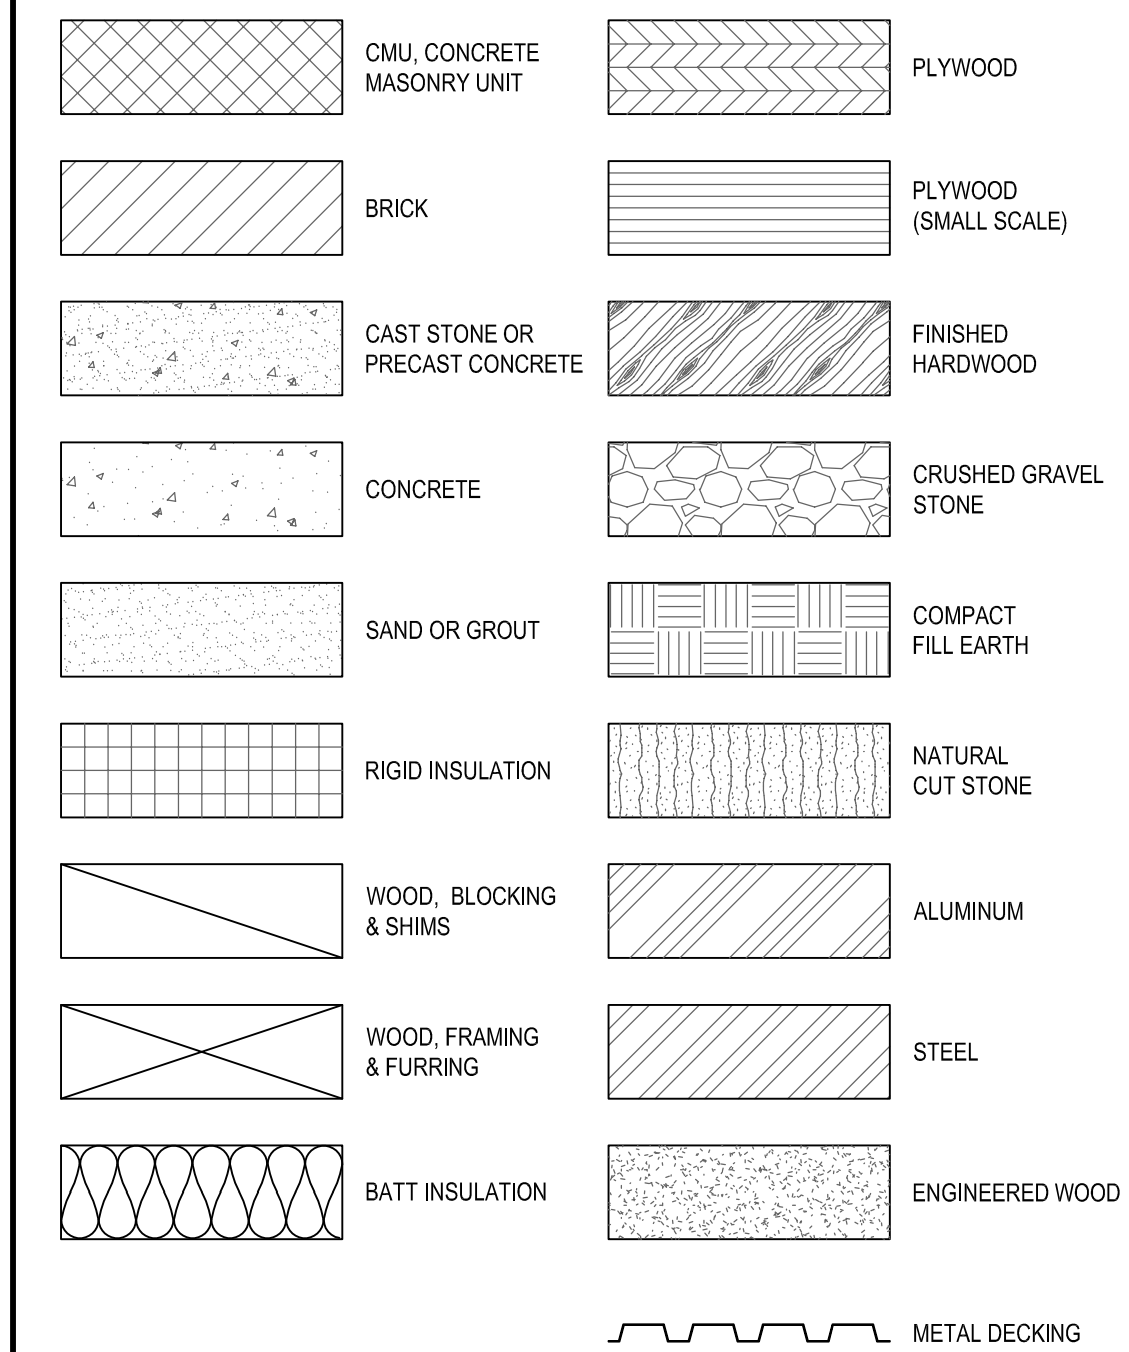 CMU, CONCRETE
MASONRY UNIT
BRICK
CAST STONE OR
PRECAST CONCRETE
CONCRETE
SAND OR GROUT
RIGID INSULATION
WOOD,  BLOCKING
& SHIMS
WOOD, FRAMING
& FURRING
BATT INSULATION
PLYWOOD
PLYWOOD
(SMALL SCALE)
FINISHED
HARDWOOD
CRUSHED GRAVEL
STONE
COMPACT
FILL EARTH
NATURAL
CUT STONE
ALUMINUM
STEEL
ENGINEERED WOOD
METAL DECKING